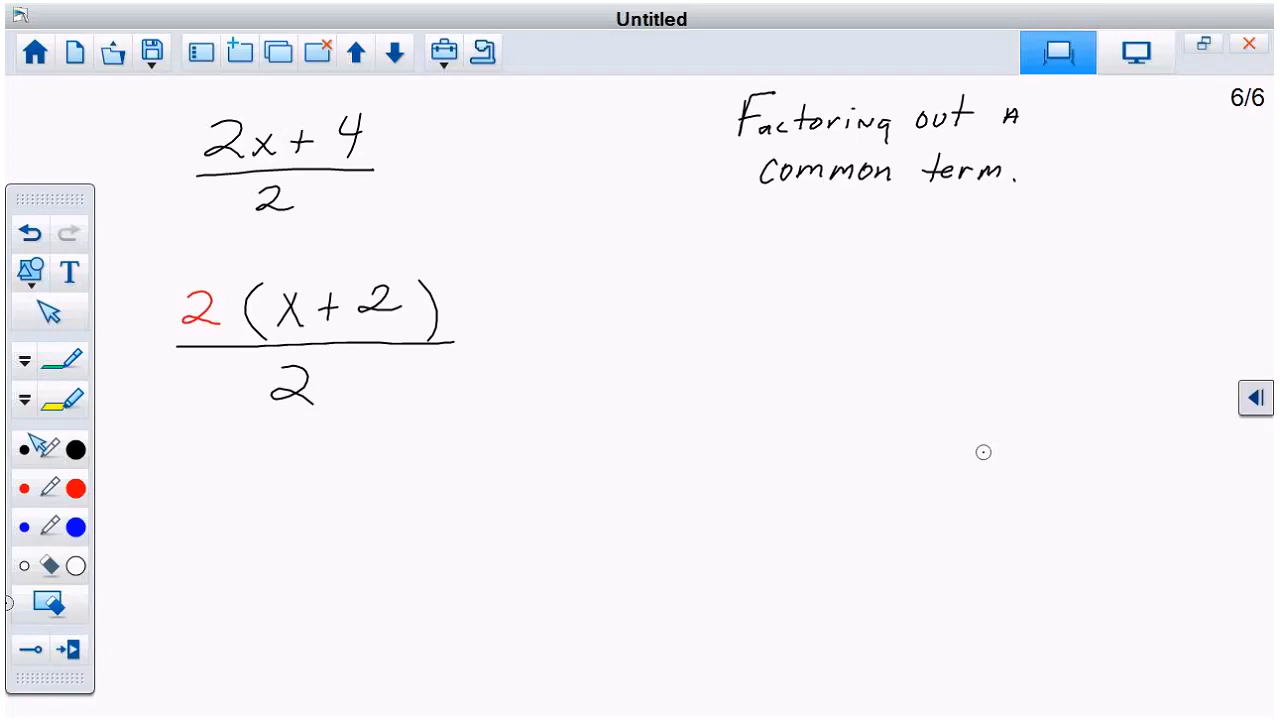 Untitled
6/6
2x + 4
2
Factoring out a
common term.
2 (x + 2)
2
T